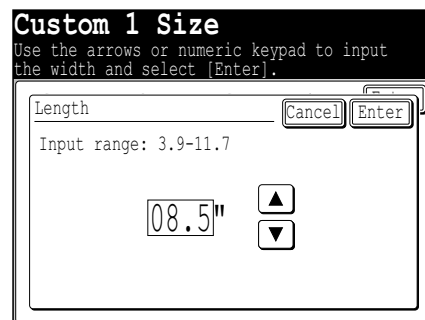 Custom 1 Size
Use the arrows or numeric keypad to input
the width and select [Enter].
Length
Cancel
Enter
Input range: 3.9-11.7
08.5"